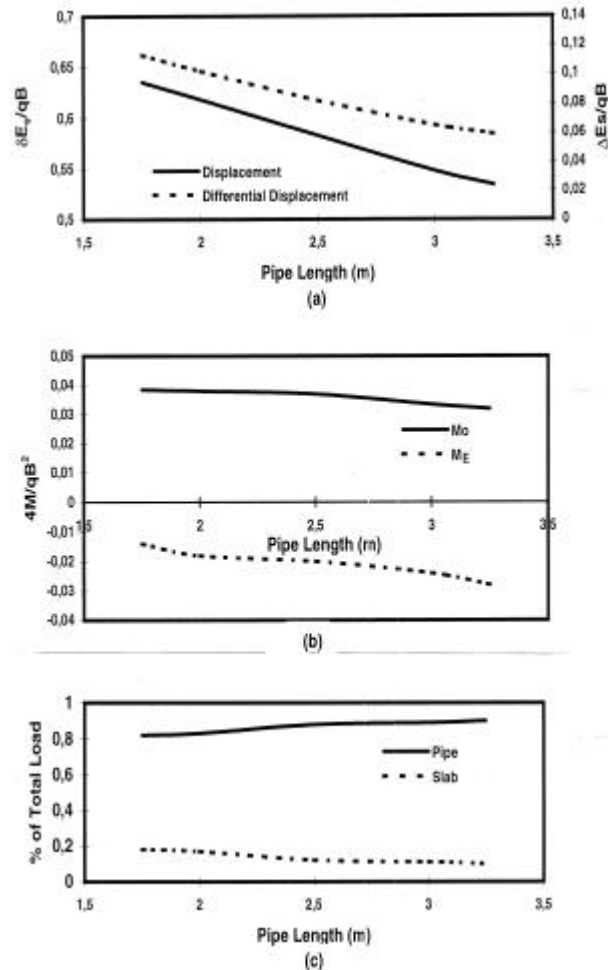 0,7
0,65
0,6
0,55
0,5
δEs/qB
0,14
0,12
0,1
0,08
0,06
0,04
0,02
0
ΔEs/qB
Displacement
Differential Displacement
1,5
2
2,5
3
3,5
Pipe Length (m)
(a)
0,05
0,04
0,03
0,02
0,01
0
-0,01
-0,02
-0,03
-0,04
4M/qB²
Mo
ME
1,5
2
2,5
3
3,5
Pipe Length (m)
(b)
1
0,8
0,6
0,4
0,2
0
% of Total Load
Pipe
Slab
1,5
2
2,5
3
3,5
Pipe Length (m)
(c)